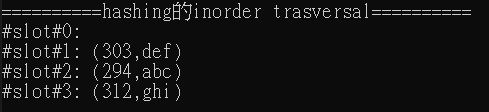 ==========hashing的inorder trasversal==========
#slot#0:
#slot#1: (303,def)
#slot#2: (294,abc)
#slot#3: (312,ghi)